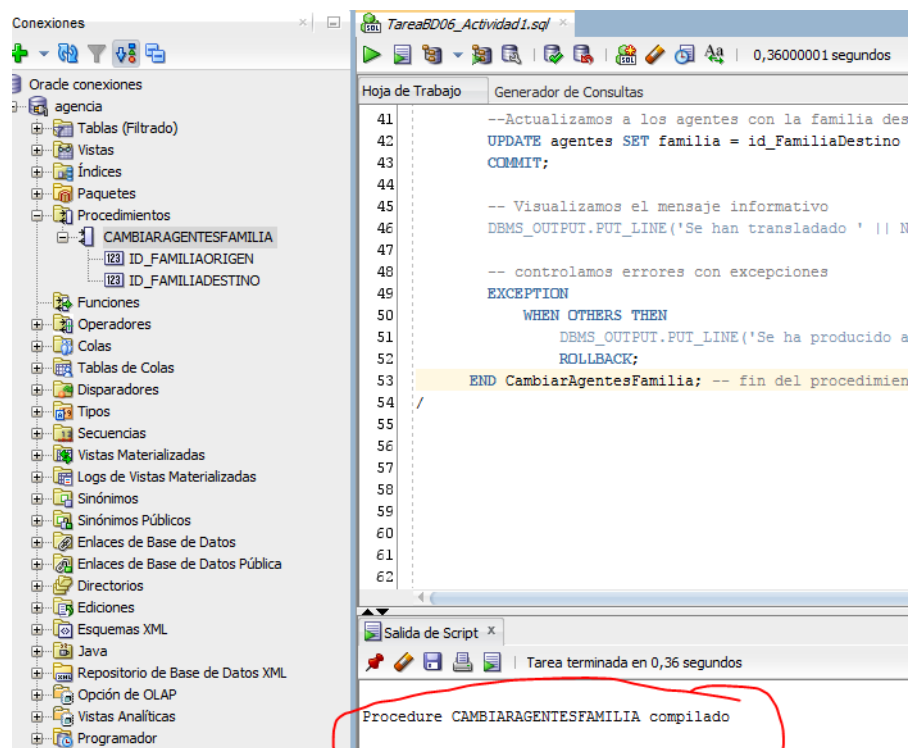 Conexiones
Oracle conexiones
agencia
Tablas (Filtrado)
Vistas
Índices
Paquetes
Procedimientos
CAMBIARAGENTESFAMILIA
ID_FAMILIAORIGEN
ID_FAMILIADESTINO
Funciones
Operadores
Colas
Tablas de Colas
Disparadores
Tipos
Secuencias
Vistas Materializadas
Logs de Vistas Materializadas
Sinónimos
Sinónimos Públicos
Enlaces de Base de Datos
Enlaces de Base de Datos Pública
Directorios
Ediciones
Esquemas XML
Java
Repositorio de Base de Datos XML
Opción de OLAP
Vistas Analíticas
Programador
TareaBD06_Actividad1.sql
0,36000001 segundos
Hoja de Trabajo Generador de Consultas
41 --Actualizamos a los agentes con la familia des
42 UPDATE agentes SET familia = id_FamiliaDestino
43 COMMIT;
44
45 -- Visualizamos el mensaje informativo
46 DBMS_OUTPUT.PUT_LINE('Se han transladado ' || N
47
48 -- controlamos errores con excepciones
49 EXCEPTION
50 WHEN OTHERS THEN
51 DBMS_OUTPUT.PUT_LINE('Se ha producido a
52 ROLLBACK;
53 END CambiarAgentesFamilia; -- fin del procedimien
54 /
55
56
57
58
59
60
61
62
Salida de Script x
Tarea terminada en 0,36 segundos
Procedure CAMBIARAGENTESFAMILIA compilado